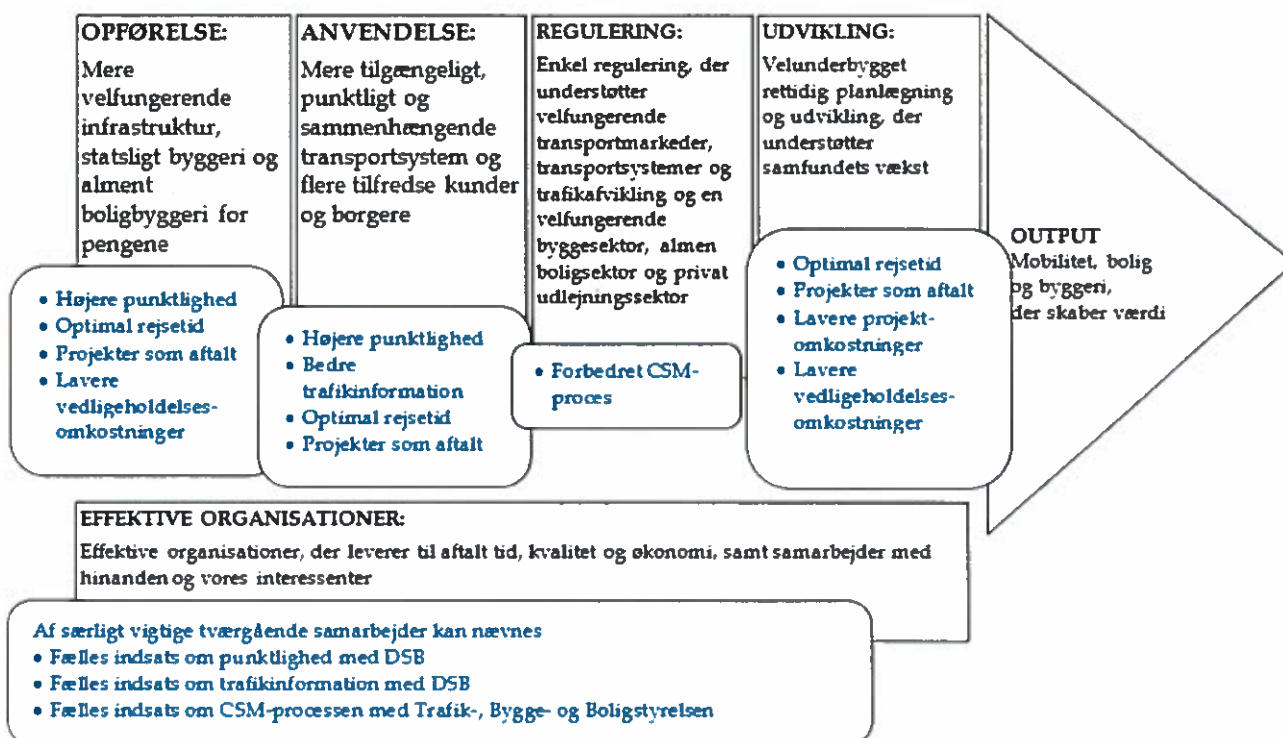 OPFØRELSE:
Mere
velfungerende
infrastruktur,
statsligt byggeri og
alment
boligbyggeri for
pengene
• Højere punktlighed
• Optimal rejsetid
• Projekter som aftalt
• Lavere
vedligeholdelses-
omkostninger
ANVENDELSE:
Mere tilgængeligt,
punktligt og
sammenhængende
transportsystem og
flere tilfredse kunder
og borgere
• Højere punktlighed
• Bedre
trafikinformation
• Optimal rejsetid
• Projekter som aftalt
REGULERING:
Enkel regulering, der
understøtter
velfungerende
transportmarkeder,
transportsystemer og
trafikafvikling og en
velfungerende
byggesektor, almen
boligsektor og privat
udlejningssektor
• Forbedret CSM-
proces
UDVIKLING:
Velunderbygget
rettidig planlægning
og udvikling, der
understøtter
samfundets vækst
• Optimal rejsetid
• Projekter som aftalt
• Lavere projekt-
omkostninger
• Lavere
vedligeholdelses-
omkostninger
OUTPUT
Mobilitet, bolig
og byggeri,
der skaber værdi
EFFEKTIVE ORGANISATIONER:
Effektive organisationer, der leverer til aftalt tid, kvalitet og økonomi, samt samarbejder med
hinanden og vores interessenter
Af særligt vigtige tværgående samarbejder kan nævnes
• Fælles indsats om punktlighed med DSB
• Fælles indsats om trafikinformation med DSB
• Fælles indsats om CSM-processen med Trafik-, Bygge- og Boligstyrelsen